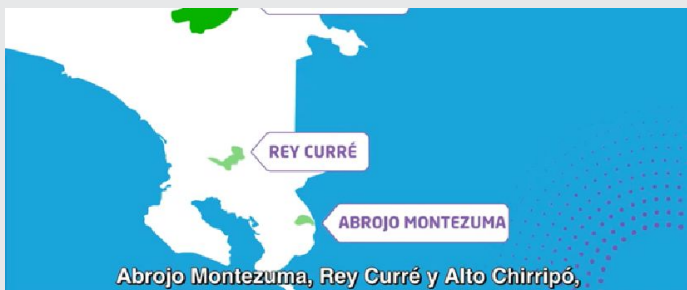 REY CURRÉ
ABROJO MONTEZUMA
Abrojo Montezuma, Rey Curré y Alto Chirripó,